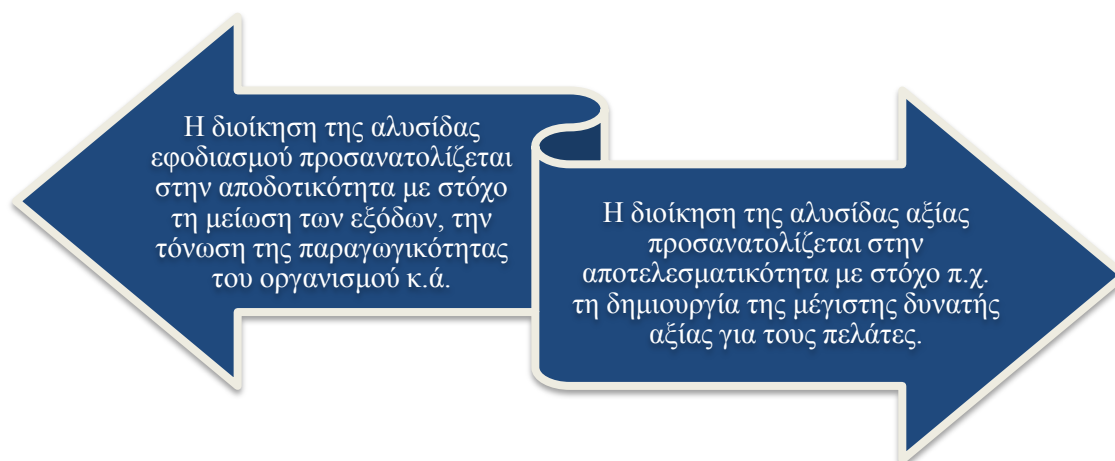 Η διοίκηση της αλυσίδας
εφοδιασμού προσανατολίζεται
στην αποδοτικότητα με στόχο
τη μείωση των εξόδων, την
τόνωση της παραγωγικότητας
του οργανισμού κ.ά.
Η διοίκηση της αλυσίδας αξίας
προσανατολίζεται στην
αποτελεσματικότητα με στόχο π.χ.
τη δημιουργία της μέγιστης δυνατής
αξίας για τους πελάτες.